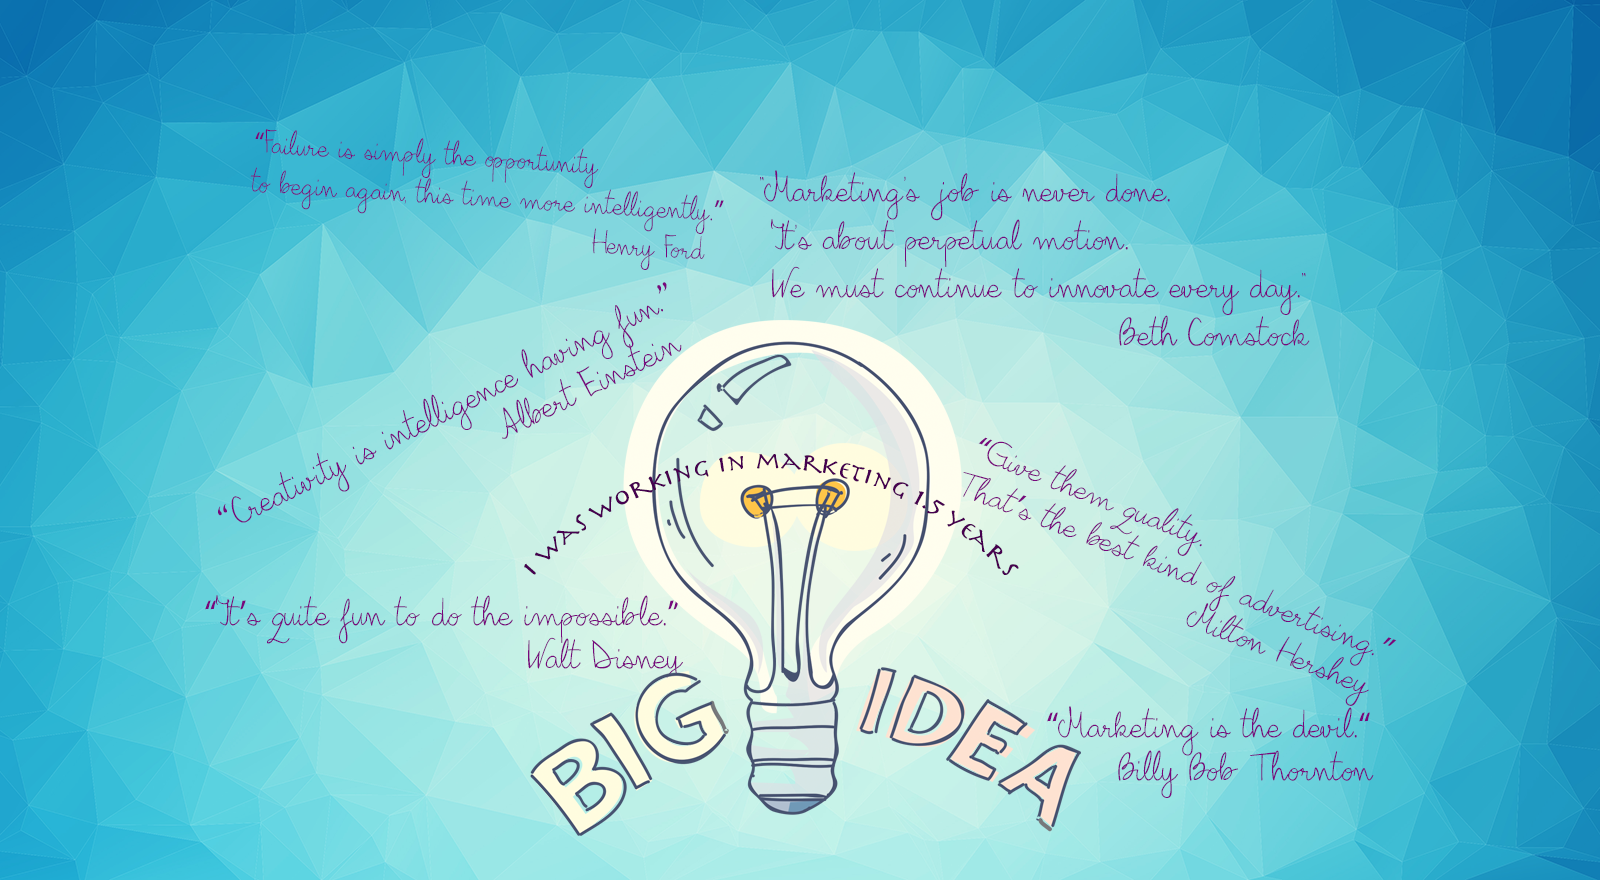 “Failure is simply the opportunity
to begin again, this time more intelligently.”
Henry Ford
"Marketing's job is never done.
It's about perpetual motion.
We must continue to innovate every day."
Beth Comstock
“Creativity is intelligence having fun.”
Albert Einstein
I WAS WORKING IN MARKETING 1.5 YEARS
“Give them quality.
That's the best kind of advertising.”
Milton Hershey
“It's quite fun to do the impossible.”
Walt Disney
BIG IDEA
“Marketing is the devil.“
Billy Bob Thornton